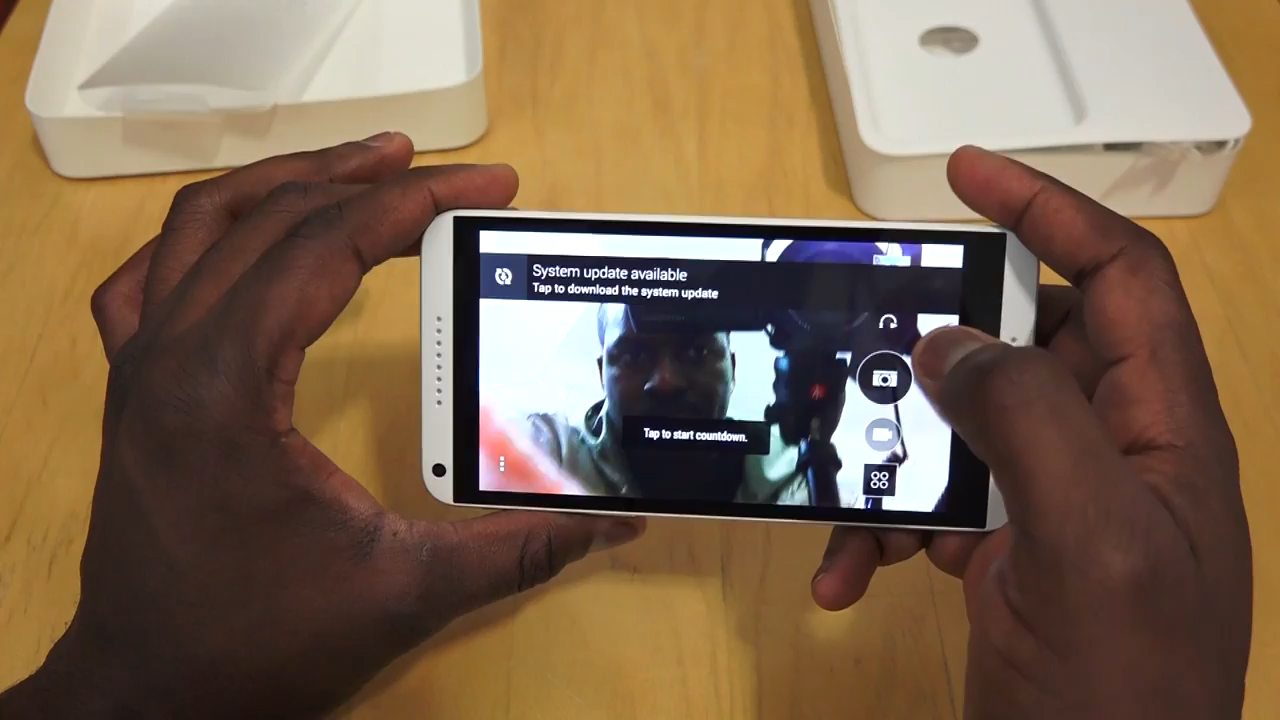 System update available
Tap to download the system update
Tap to start countdown.